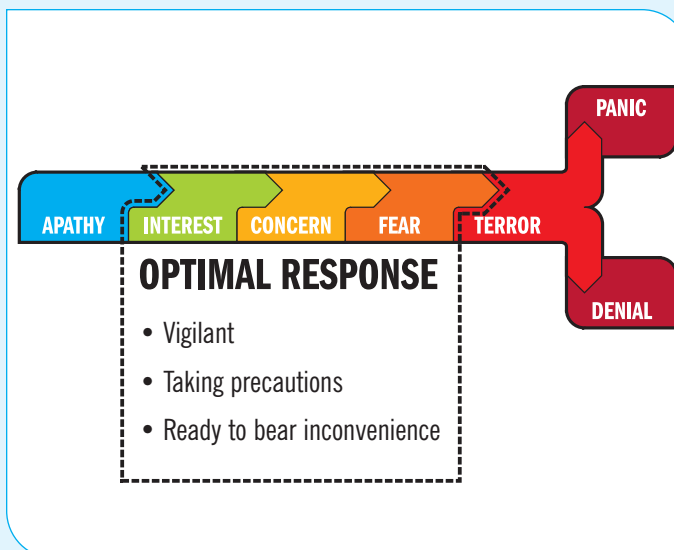 PANIC
APATHY INTEREST CONCERN FEAR TERROR
OPTIMAL RESPONSE
• Vigilant
• Taking precautions
• Ready to bear inconvenience
DENIAL